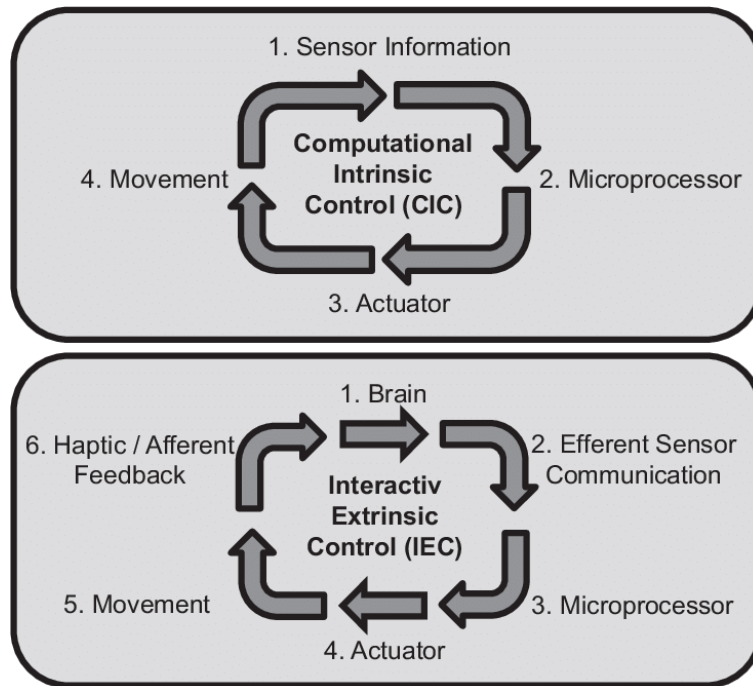 1. Sensor Information
Computational
Intrinsic
Control (CIC)
4. Movement
2. Microprocessor
3. Actuator
1. Brain
6. Haptic / Afferent
Feedback
2. Efferent Sensor
Communication
Interactiv
Extrinsic
Control (IEC)
5. Movement
3. Microprocessor
4. Actuator